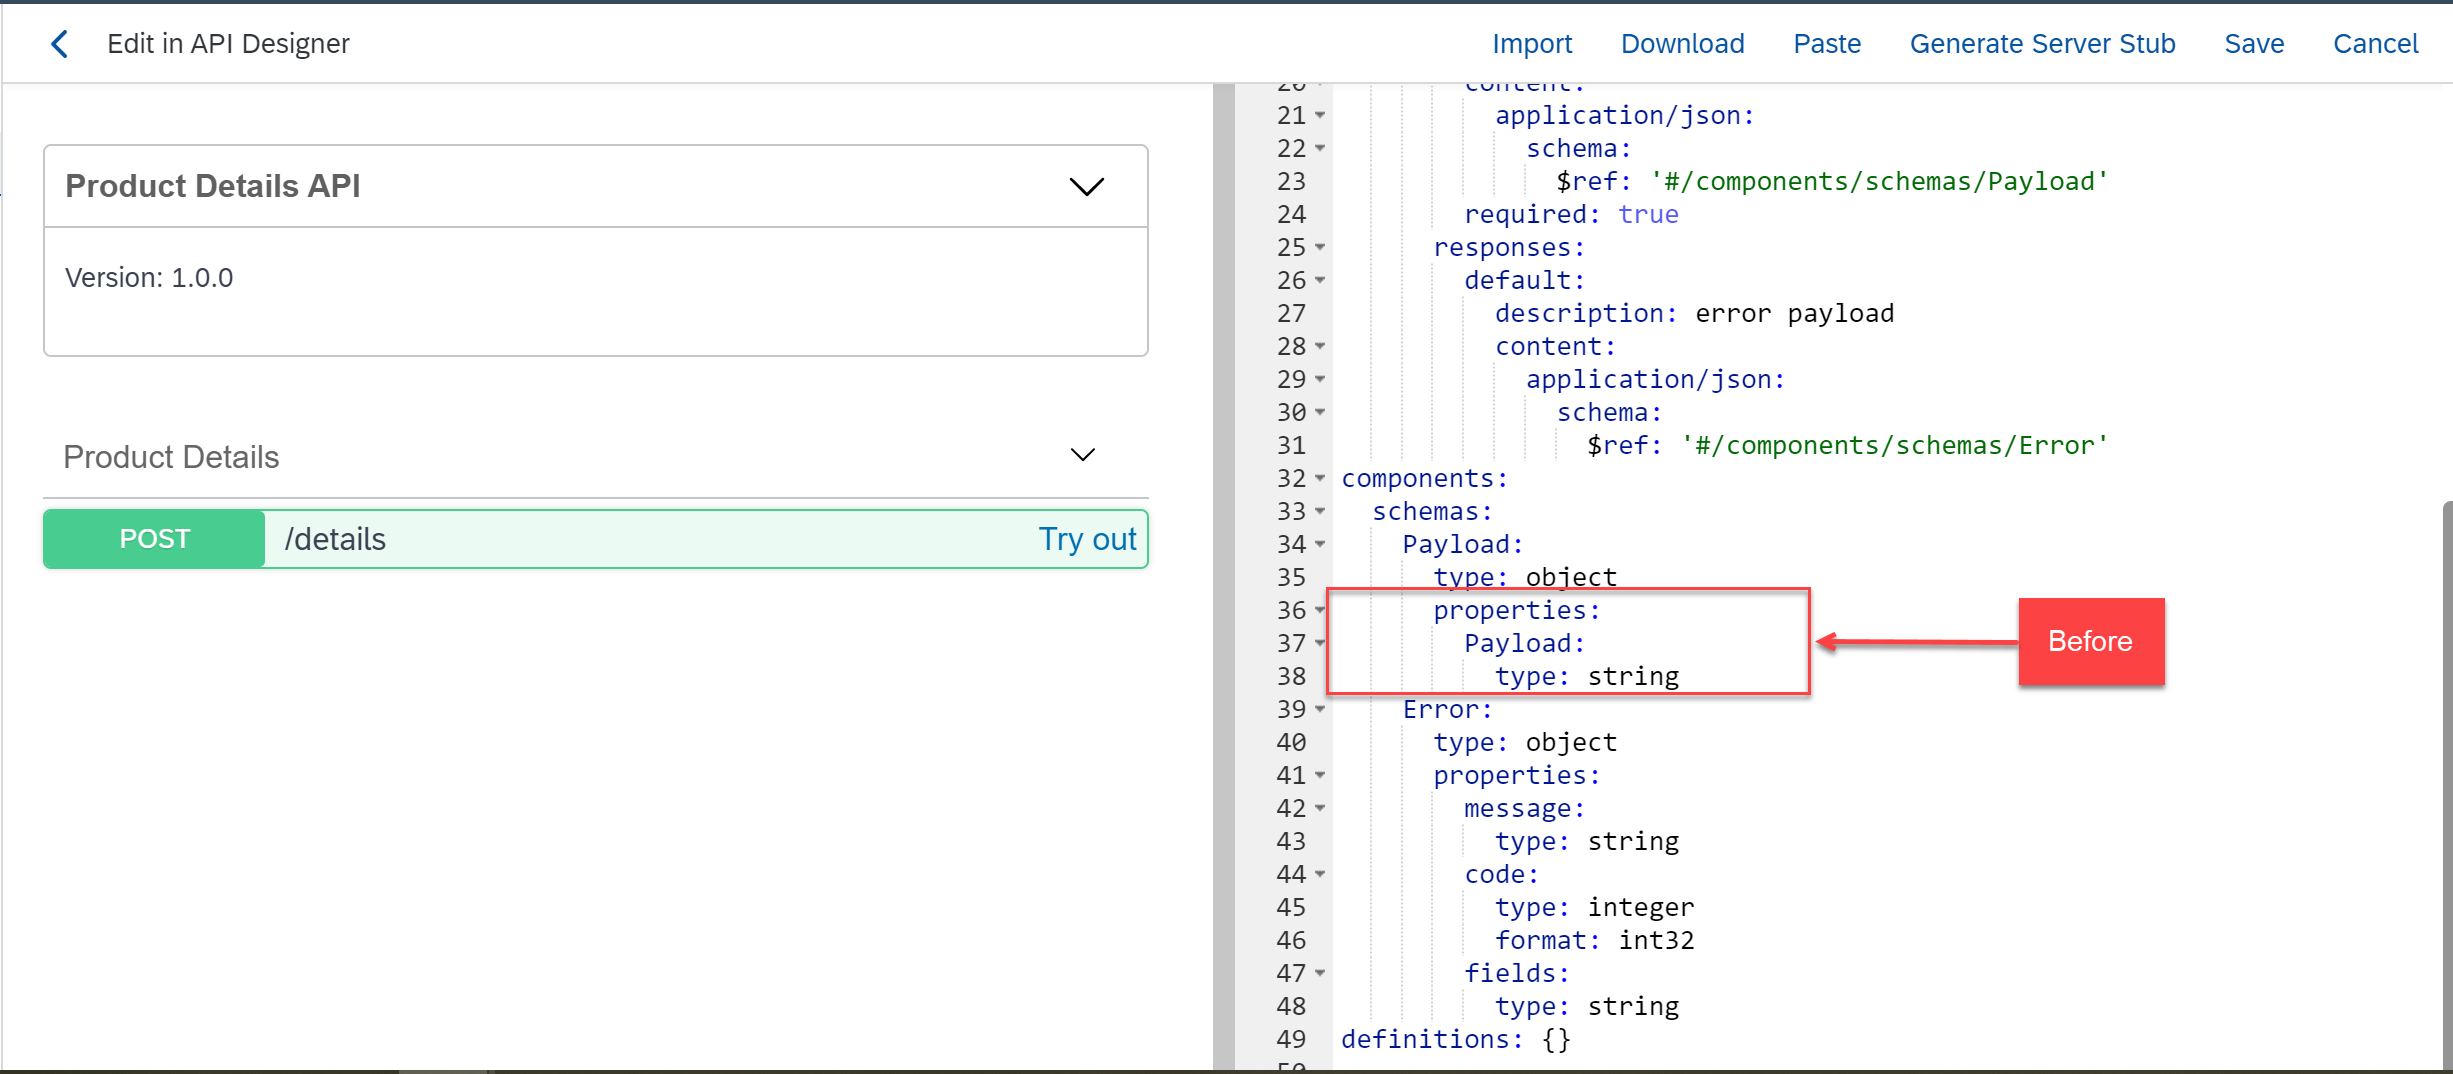 Edit in API Designer
Import Download Paste Generate Server Stub Save Cancel
Product Details API
Version: 1.0.0
Product Details
POST /details Try out
20 content:
21 application/json:
22 schema:
23 $ref: '#/components/schemas/Payload'
24 required: true
25 responses:
26 default:
27 description: error payload
28 content:
29 application/json:
30 schema:
31 $ref: '#/components/schemas/Error'
32 components:
33 schemas:
34 Payload:
35 type: object
36 properties:
37 Payload:
38 type: string
39 Error:
40 type: object
41 properties:
42 message:
43 type: string
44 code:
45 type: integer
46 format: int32
47 fields:
48 type: string
49 definitions: {}
50
Before